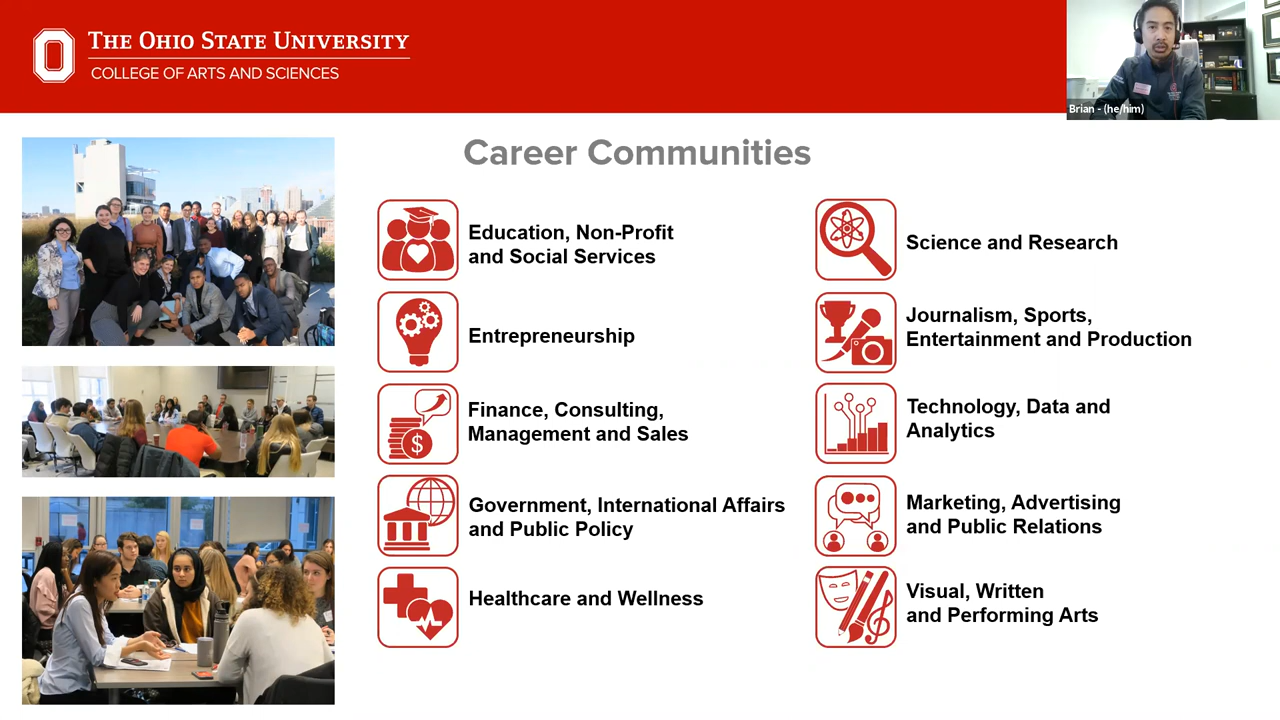 THE OHIO STATE UNIVERSITY
COLLEGE OF ARTS AND SCIENCES
Brian - (he/him)
Career Communities
Education, Non-Profit
and Social Services
Entrepreneurship
Finance, Consulting,
Management and Sales
Government, International Affairs
and Public Policy
Healthcare and Wellness
Science and Research
Journalism, Sports,
Entertainment and Production
Technology, Data and
Analytics
Marketing, Advertising
and Public Relations
Visual, Written
and Performing Arts